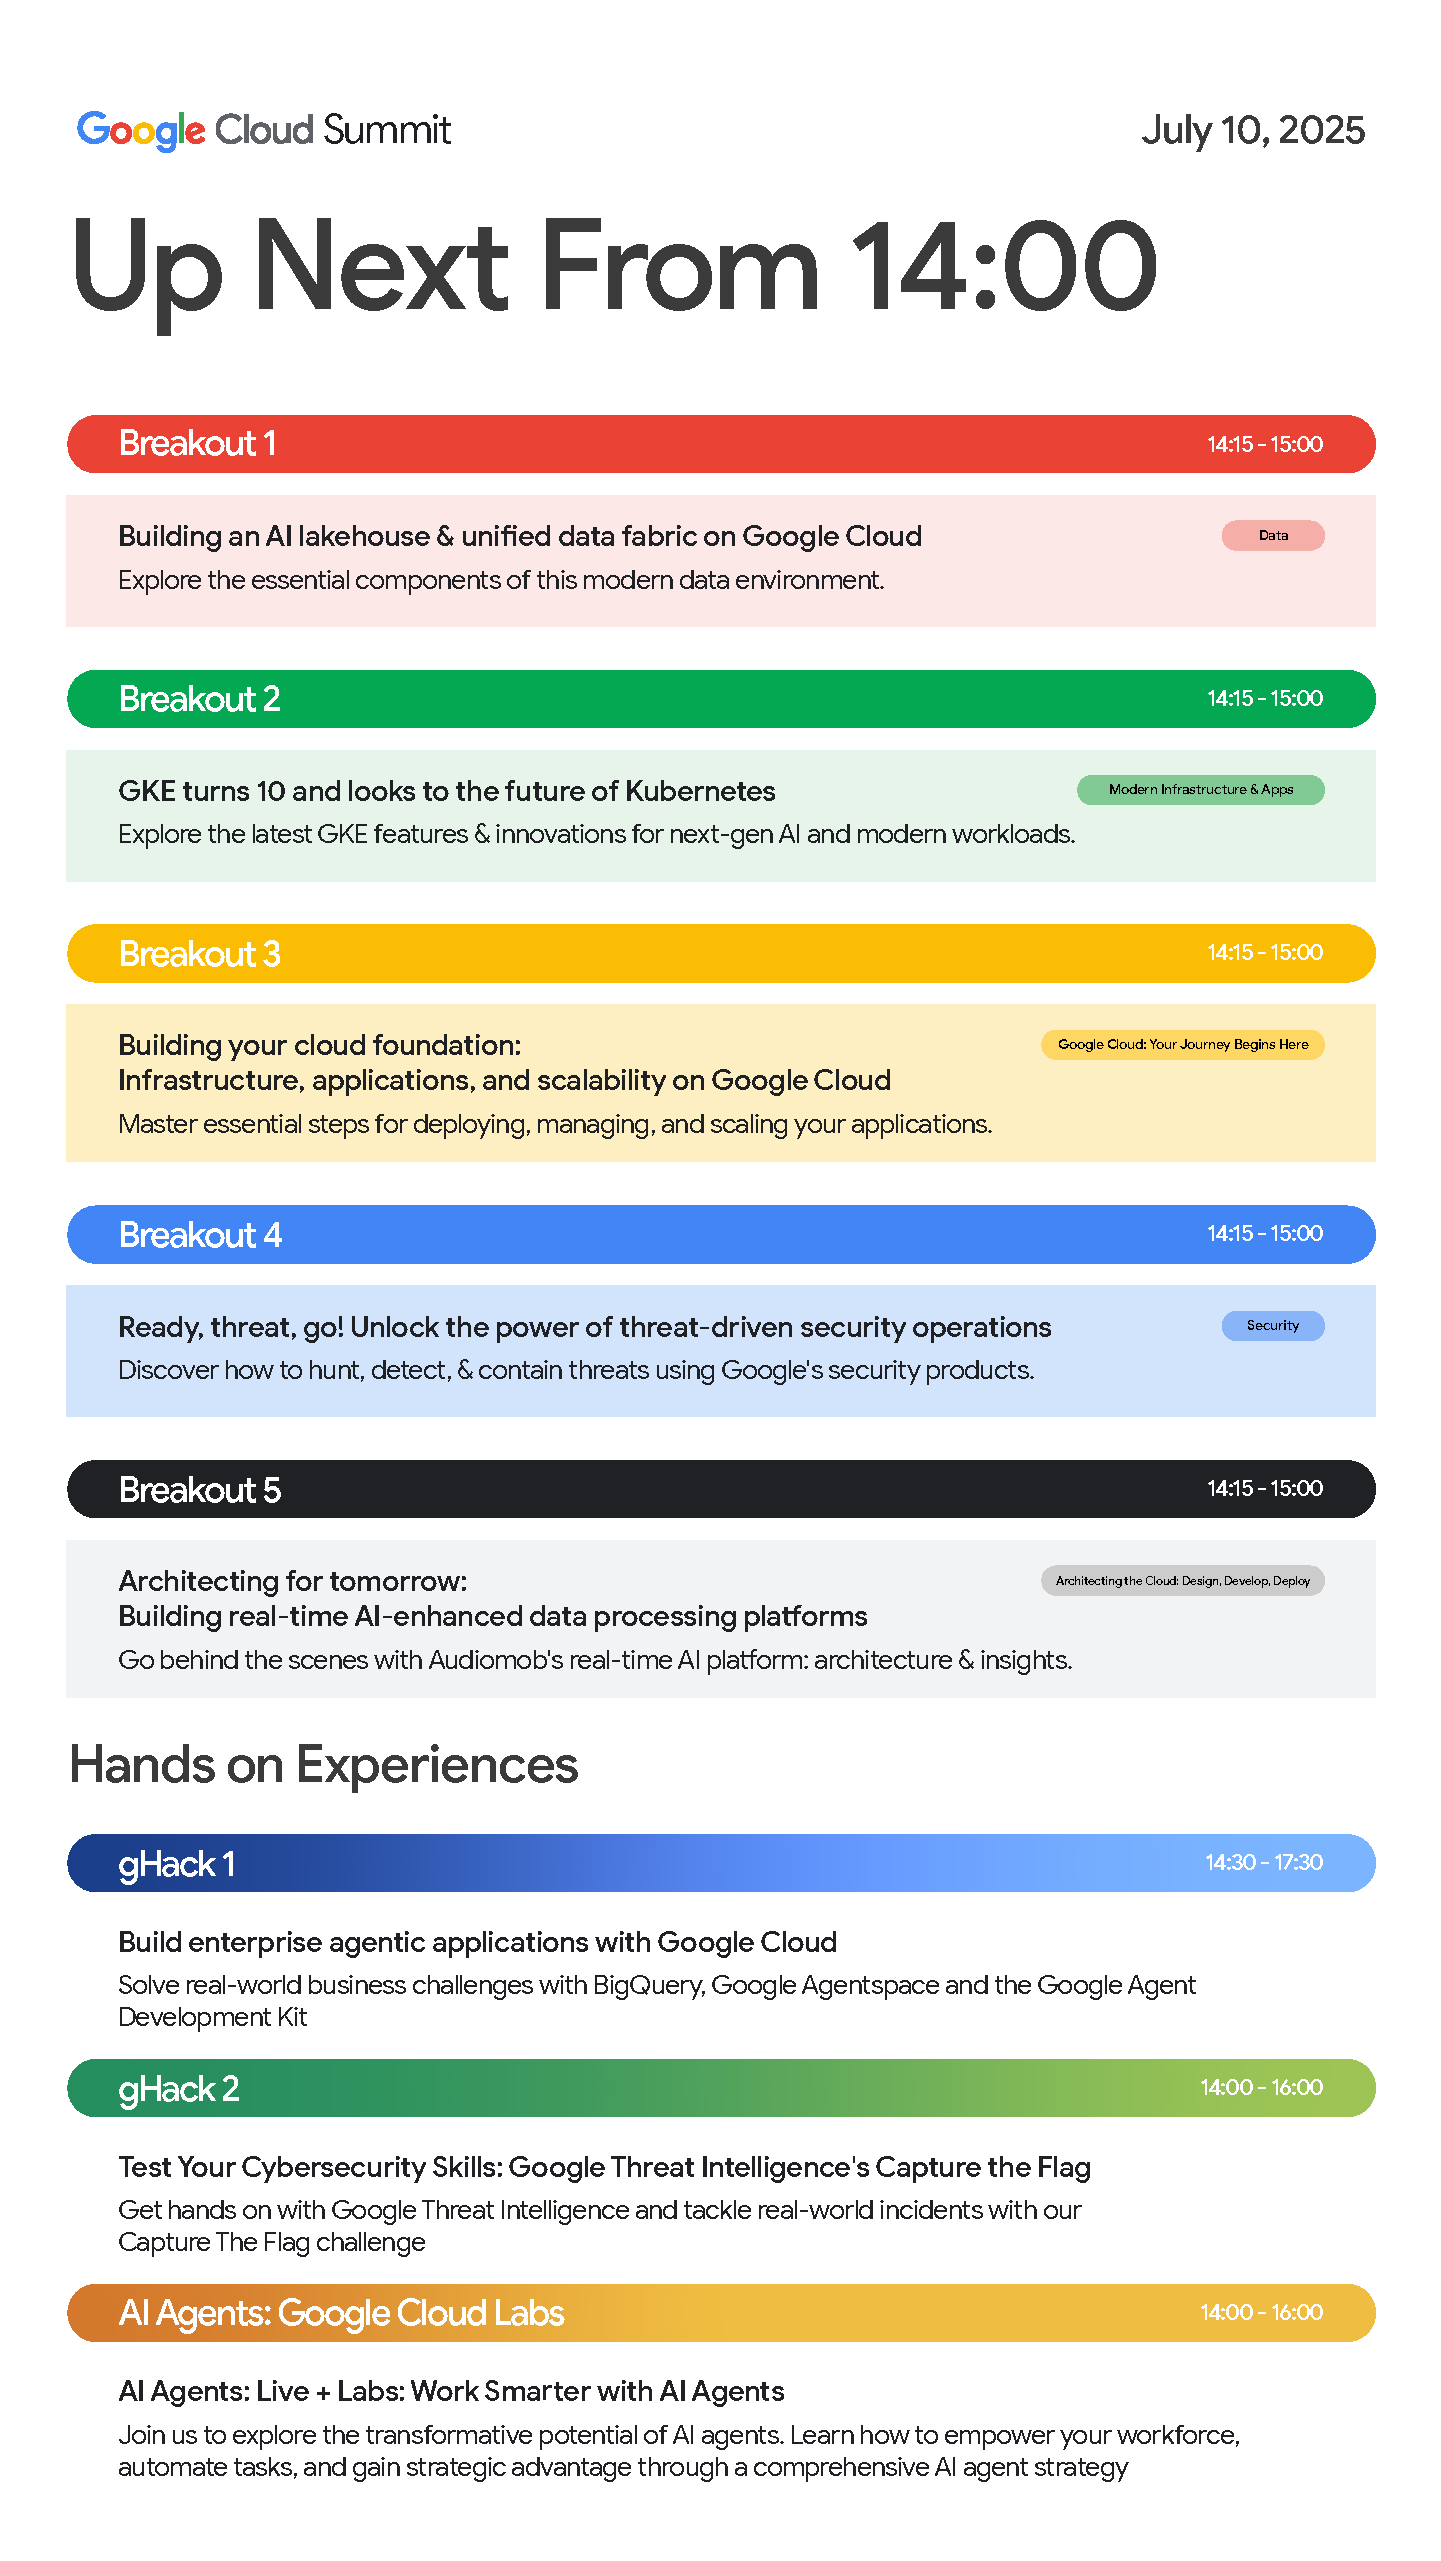 Google Cloud Summit
July 10, 2025
Up Next From 14:00
Breakout 1
14:15 - 15:00
Building an AI lakehouse & unified data fabric on Google Cloud
Data
Explore the essential components of this modern data environment.
Breakout 2
14:15 - 15:00
GKE turns 10 and looks to the future of Kubernetes
Modern Infrastructure & Apps
Explore the latest GKE features & innovations for next-gen AI and modern workloads.
Breakout 3
14:15 - 15:00
Building your cloud foundation:
Google Cloud: Your Journey Begins Here
Infrastructure, applications, and scalability on Google Cloud
Master essential steps for deploying, managing, and scaling your applications.
Breakout 4
14:15 - 15:00
Ready, threat, go! Unlock the power of threat-driven security operations
Security
Discover how to hunt, detect, & contain threats using Google's security products.
Breakout 5
14:15 - 15:00
Architecting for tomorrow:
Architecting the Cloud: Design, Develop, Deploy
Building real-time AI-enhanced data processing platforms
Go behind the scenes with Audiomob's real-time AI platform: architecture & insights.
Hands on Experiences
gHack 1
14:30 - 17:30
Build enterprise agentic applications with Google Cloud
Solve real-world business challenges with BigQuery, Google Agentspace and the Google Agent
Development Kit
gHack 2
14:00 - 16:00
Test Your Cybersecurity Skills: Google Threat Intelligence's Capture the Flag
Get hands on with Google Threat Intelligence and tackle real-world incidents with our
Capture The Flag challenge
AI Agents: Google Cloud Labs
14:00 - 16:00
AI Agents: Live + Labs: Work Smarter with AI Agents
Join us to explore the transformative potential of AI agents. Learn how to empower your workforce,
automate tasks, and gain strategic advantage through a comprehensive AI agent strategy